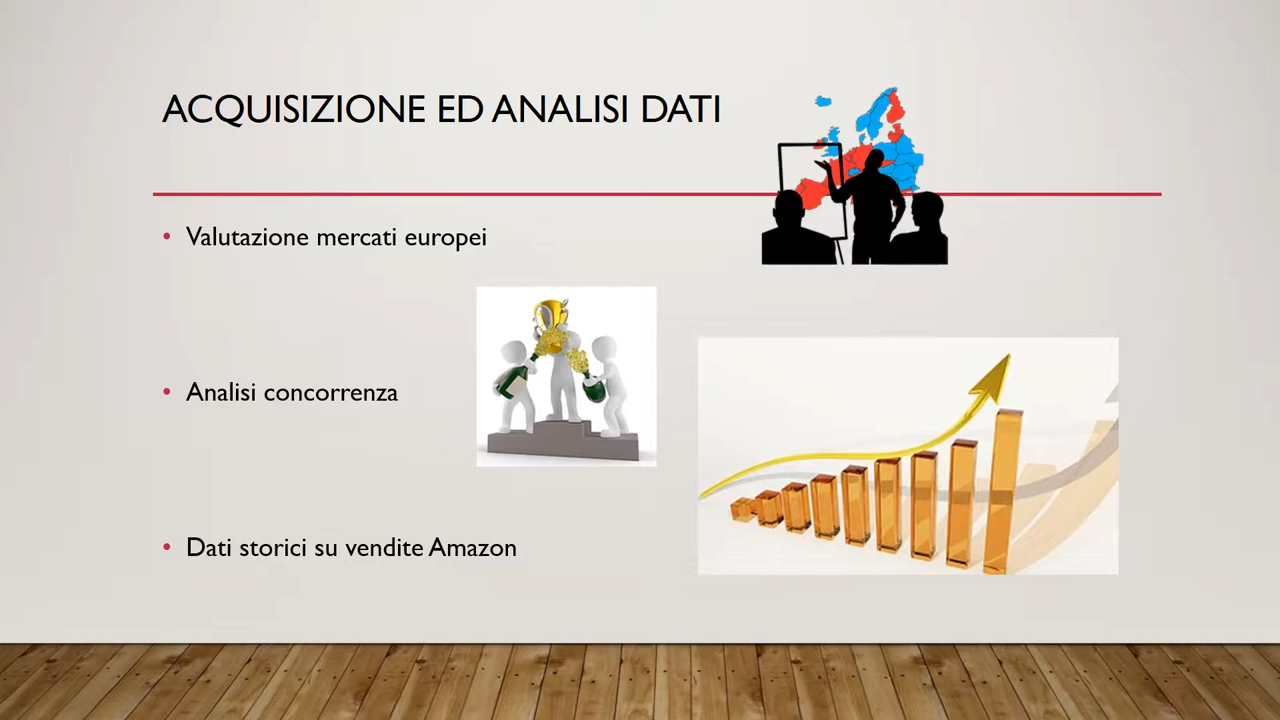 ACQUISIZIONE ED ANALISI DATI
• Valutazione mercati europei
• Analisi concorrenza
• Dati storici su vendite Amazon